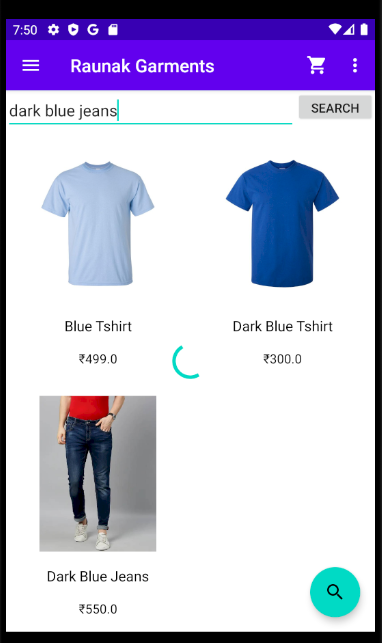 7:50
Raunak Garments
dark blue jeans
SEARCH
Blue Tshirt
Dark Blue Tshirt
₹499.0
₹300.0
Dark Blue Jeans
₹550.0